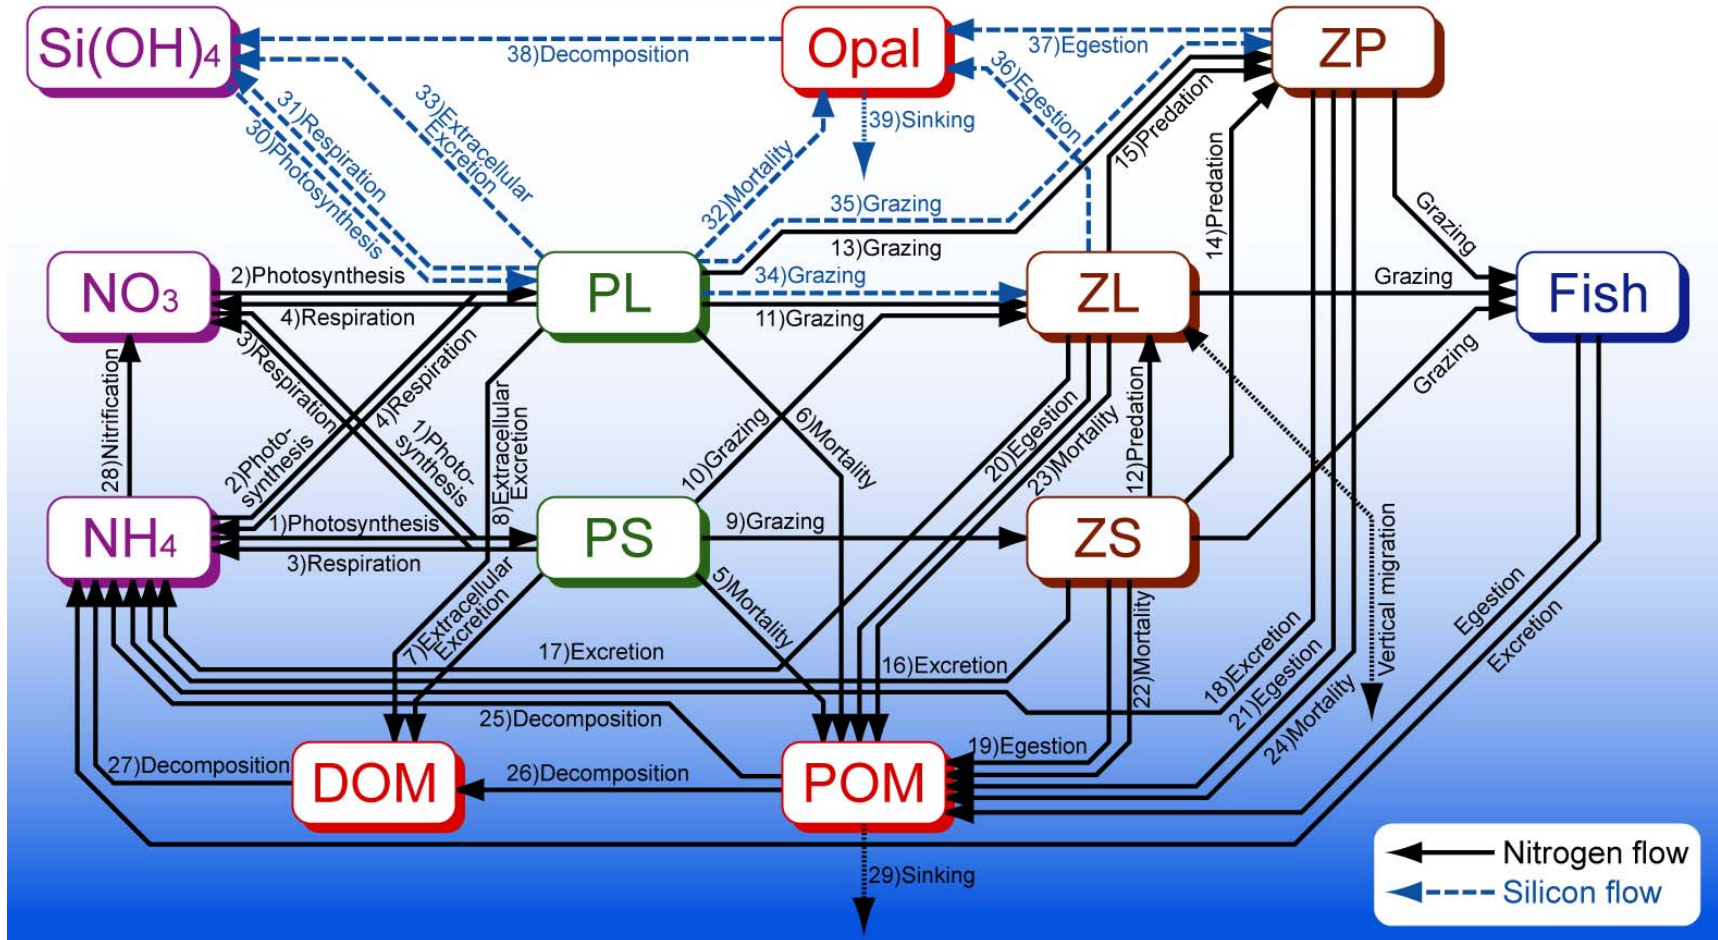 Si(OH)4
Opal
ZP
38)Decomposition
37)Egestion
36)Egestion
39)Sinking
33)Extracellular
Excretion
31)Respiration
30)Photosynthesis
32)Mortality
35)Grazing
13)Grazing
15)Predation
14)Predation
Grazing
NO3
2)Photosynthesis
4)Respiration
PL
34)Grazing
11)Grazing
ZL
Grazing
Fish
3)Respiration
4)Respiration
28)Nitrification
2)Photo-
synthesis
1)Photo-
synthesis
8)Extracellular
Excretion
10)Grazing
6)Mortality
20)Egestion
23)Mortality
12)Predation
Grazing
NH4
1)Photosynthesis
3)Respiration
PS
9)Grazing
ZS
Vertical migration
7)Extracellular
Excretion
5)Mortality
17)Excretion
16)Excretion
22)Mortality
18)Excretion
21)Egestion
24)Mortality
Egestion
Excretion
25)Decomposition
27)Decomposition
DOM
26)Decomposition
POM
19)Egestion
29)Sinking
Nitrogen flow
Silicon flow